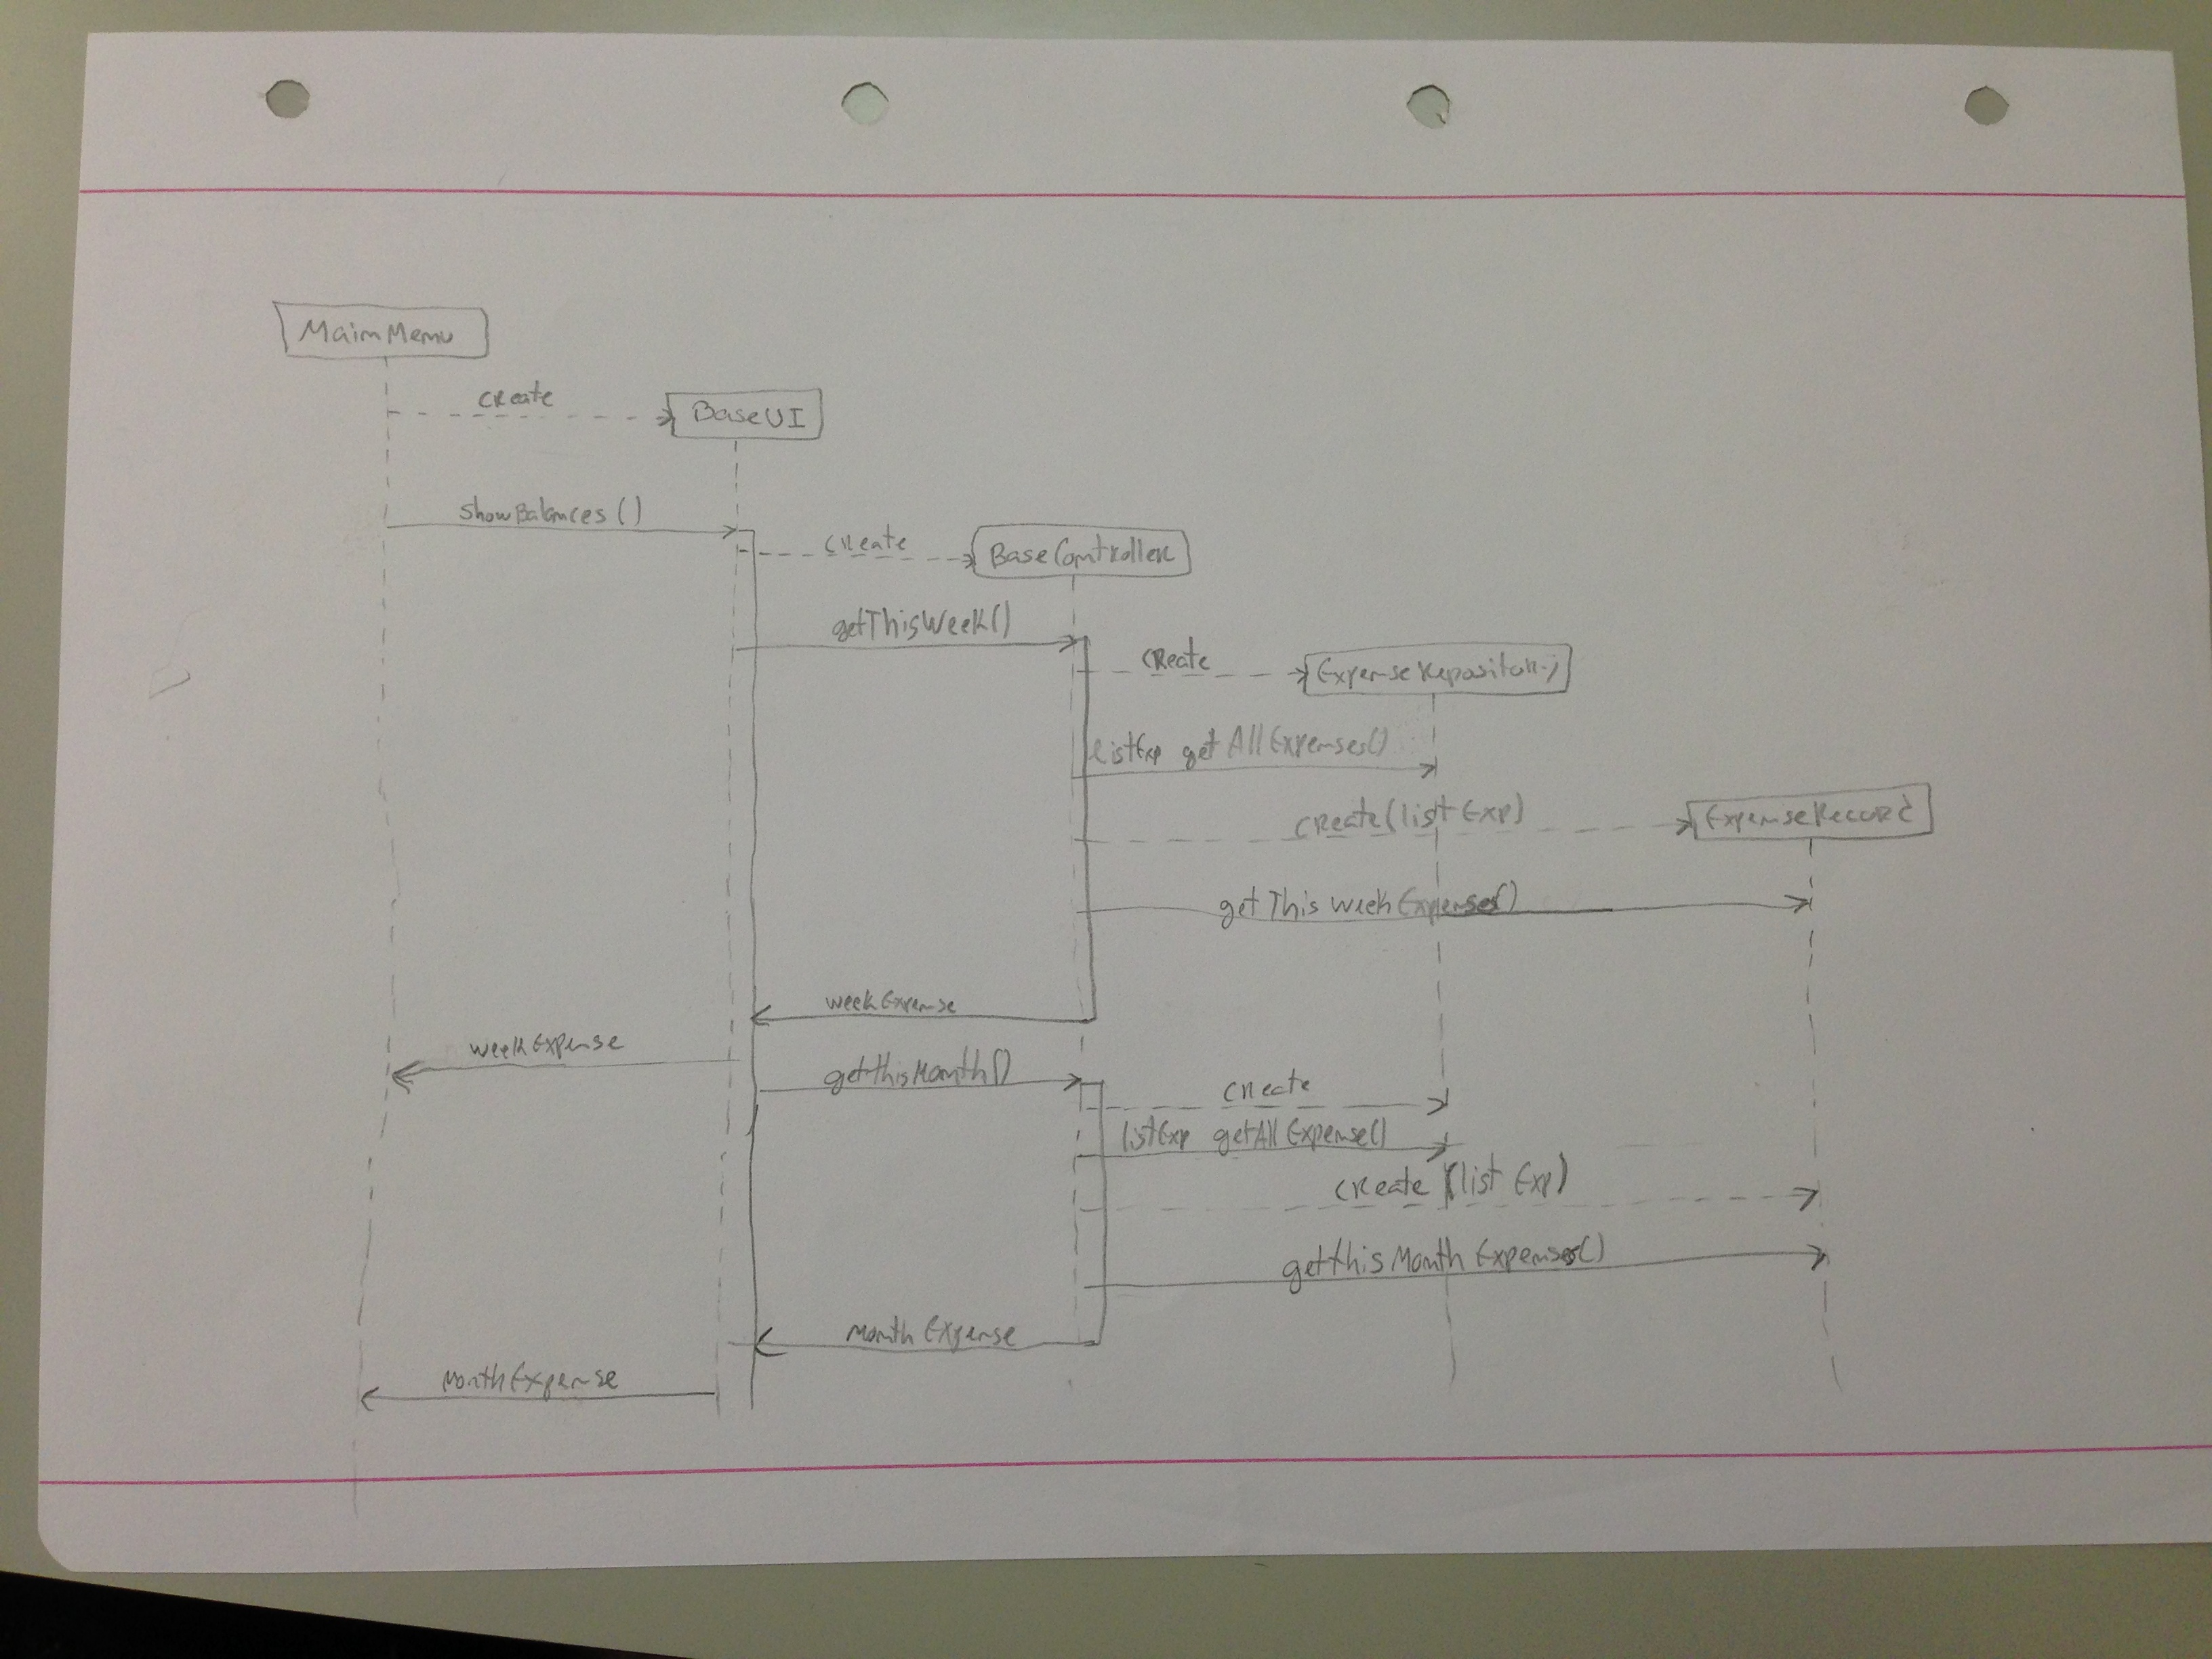 MainMenu
create
BaseUI
showBalances()
create
BaseController
getThisWeek()
create
ExpenseRepository
listExp getAllExpenses()
create(listExp)
ExpenseRecord
getThisWeekExpenses()
weekExpense
weekExpense
getthisMonth()
create
listExp getAllExpense()
create(listExp)
getthisMonthExpenses()
monthExpense
monthExpense